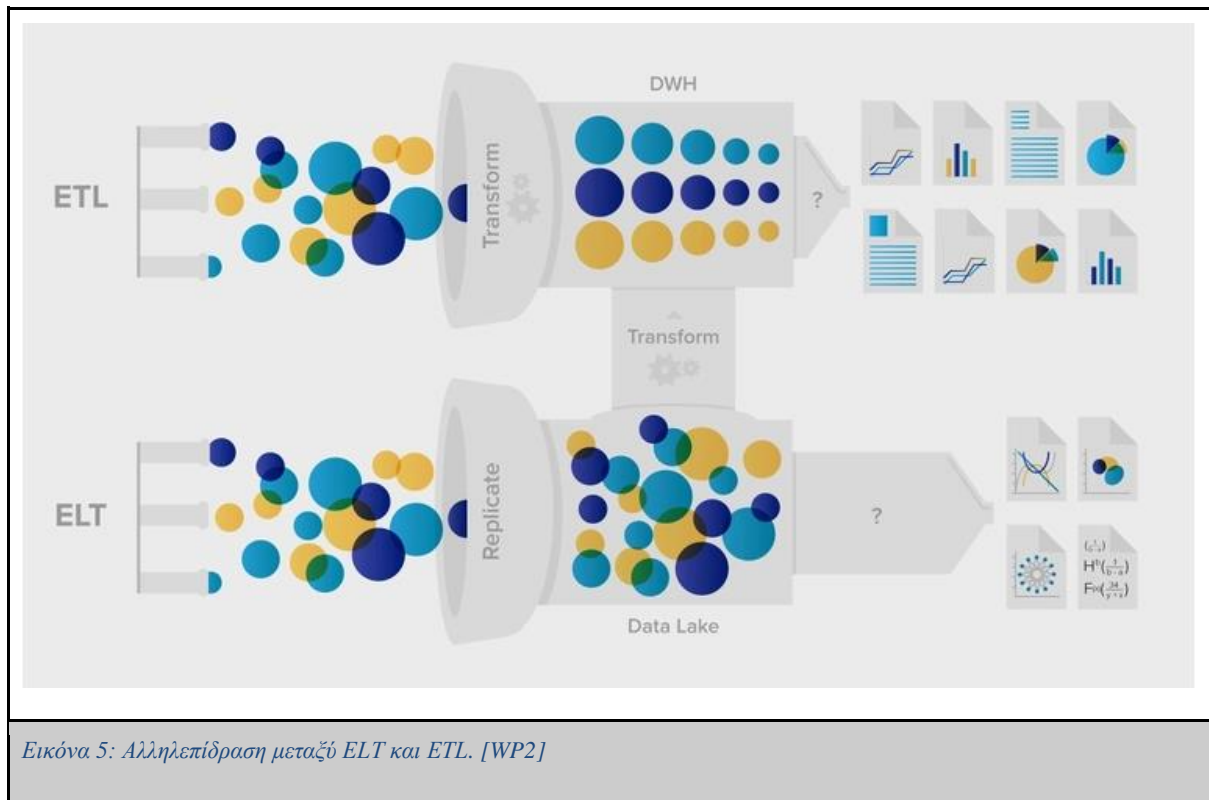 DWH
ETL
Transform
?
Transform
ELT
Replicate
?
Data Lake
Εικόνα 5: Αλληλεπίδραση μεταξύ ELT και ETL. [WP2]